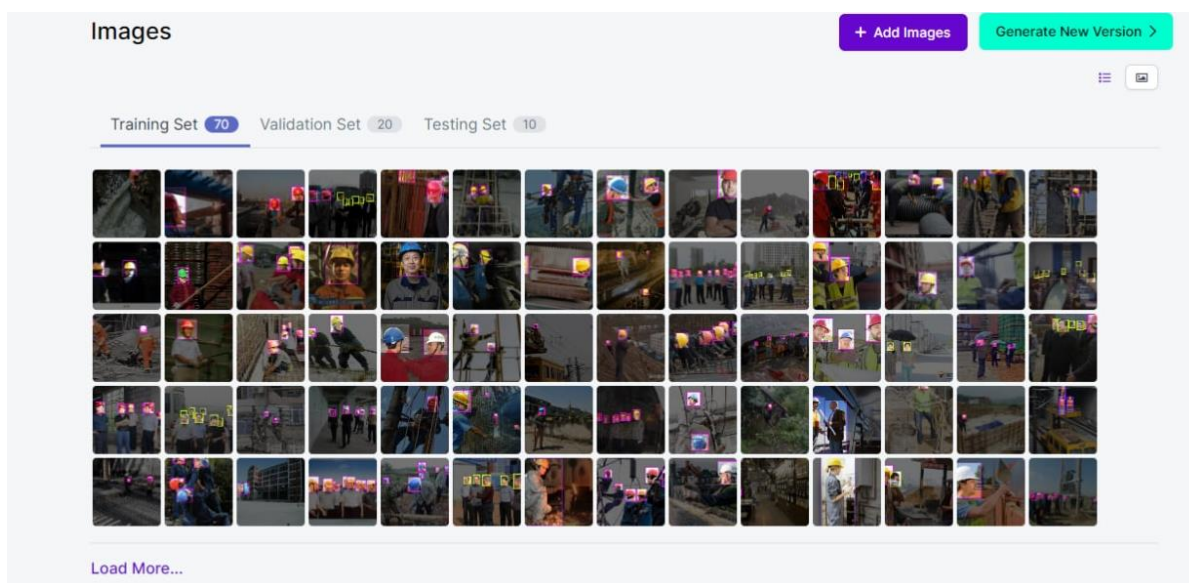 Images
+ Add Images
Generate New Version >
Training Set 70
Validation Set 20
Testing Set 10
Load More...